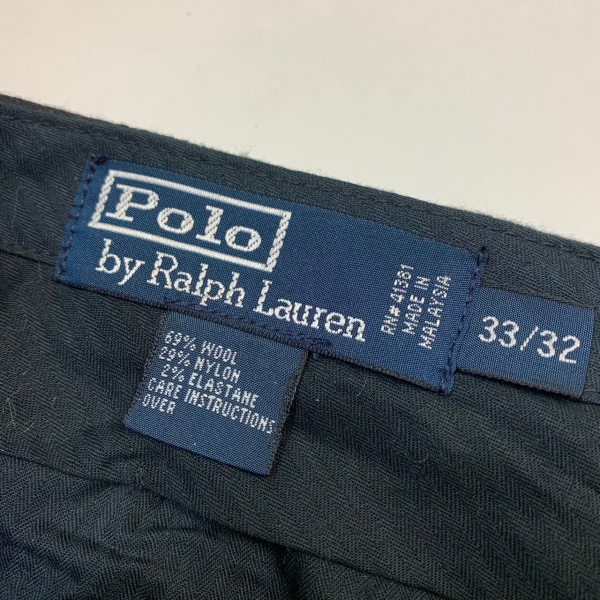 Polo
by Ralph Lauren
RN# 41381
MADE IN
MALAYSIA
33/32
69% WOOL
29% NYLON
2% ELASTANE
CARE INSTRUCTIONS
OVER